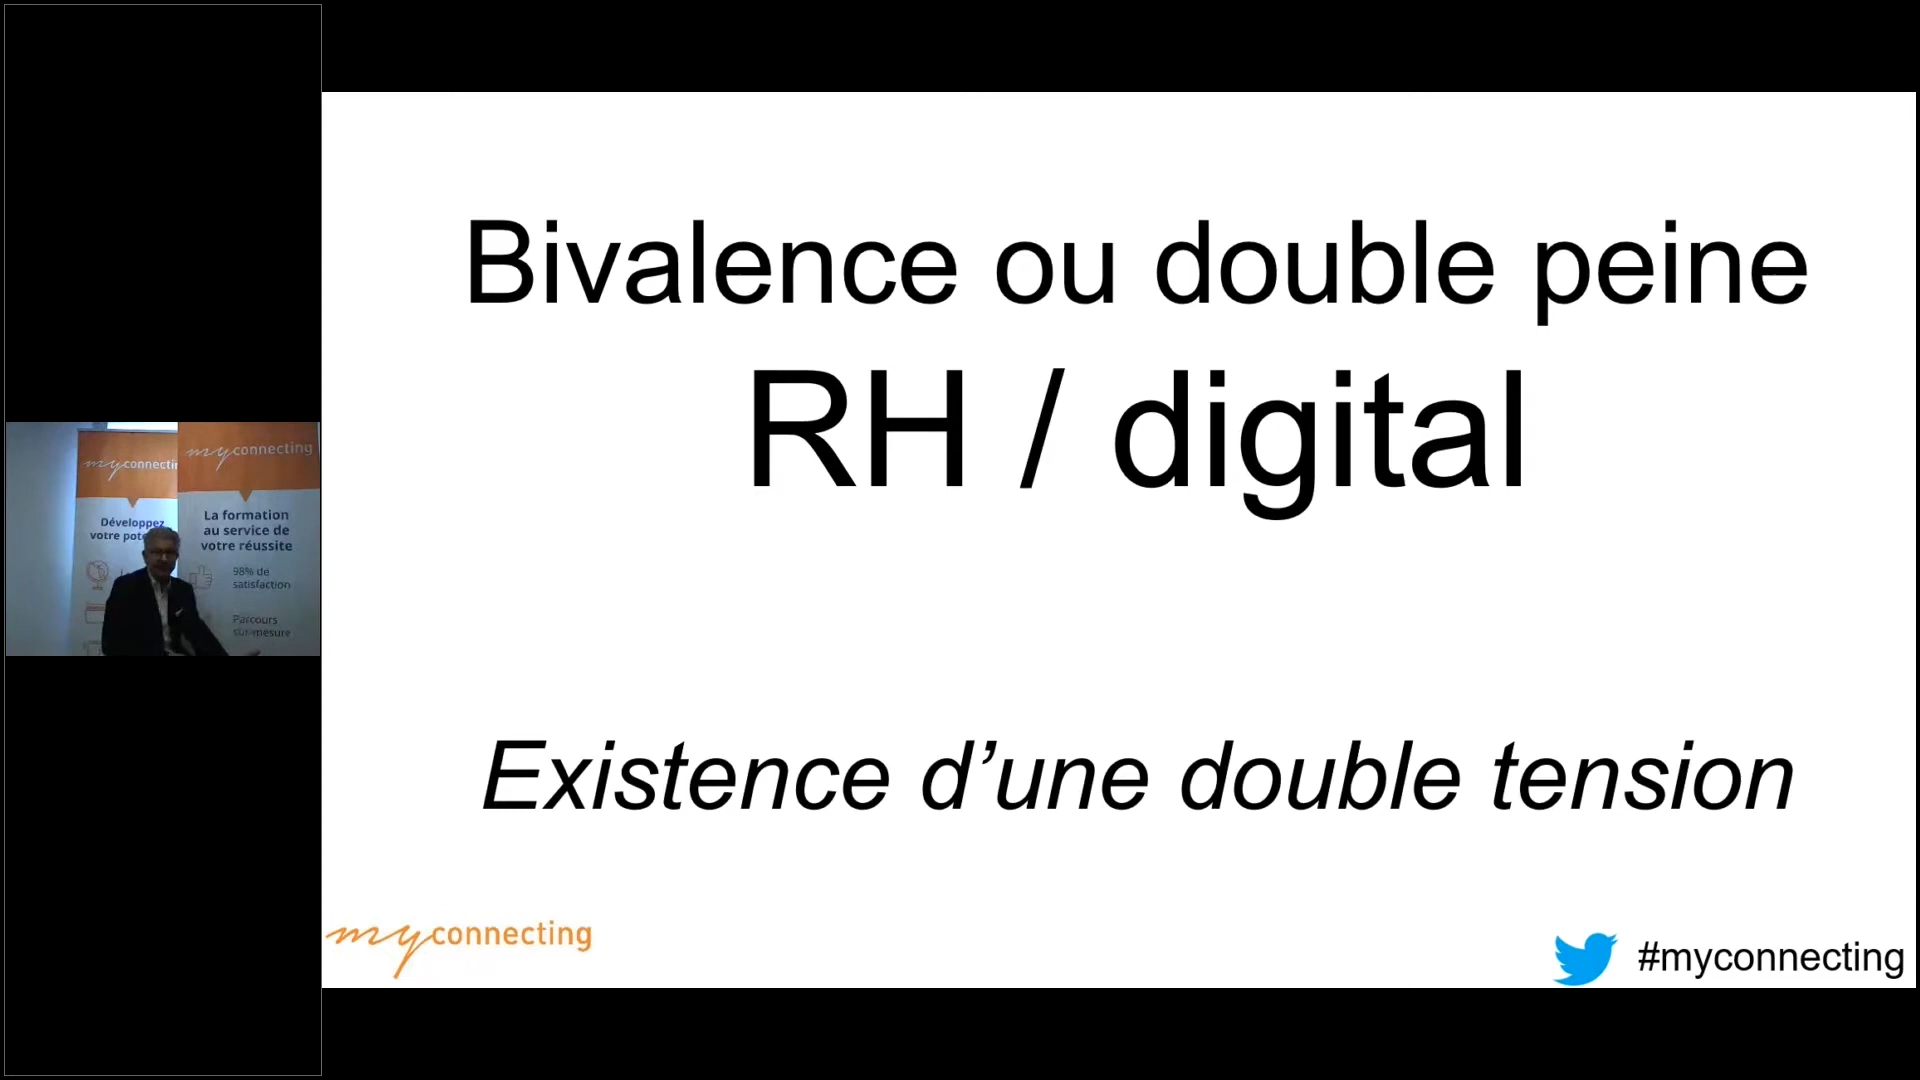 myconnecting
Développez
votre
myconnecting
La formation
au service de
votre réussite
98% de
satisfaction
Parcours
sur-mesure
Bivalence ou double peine
RH / digital
Existence d’une double tension
myconnecting
#myconnecting